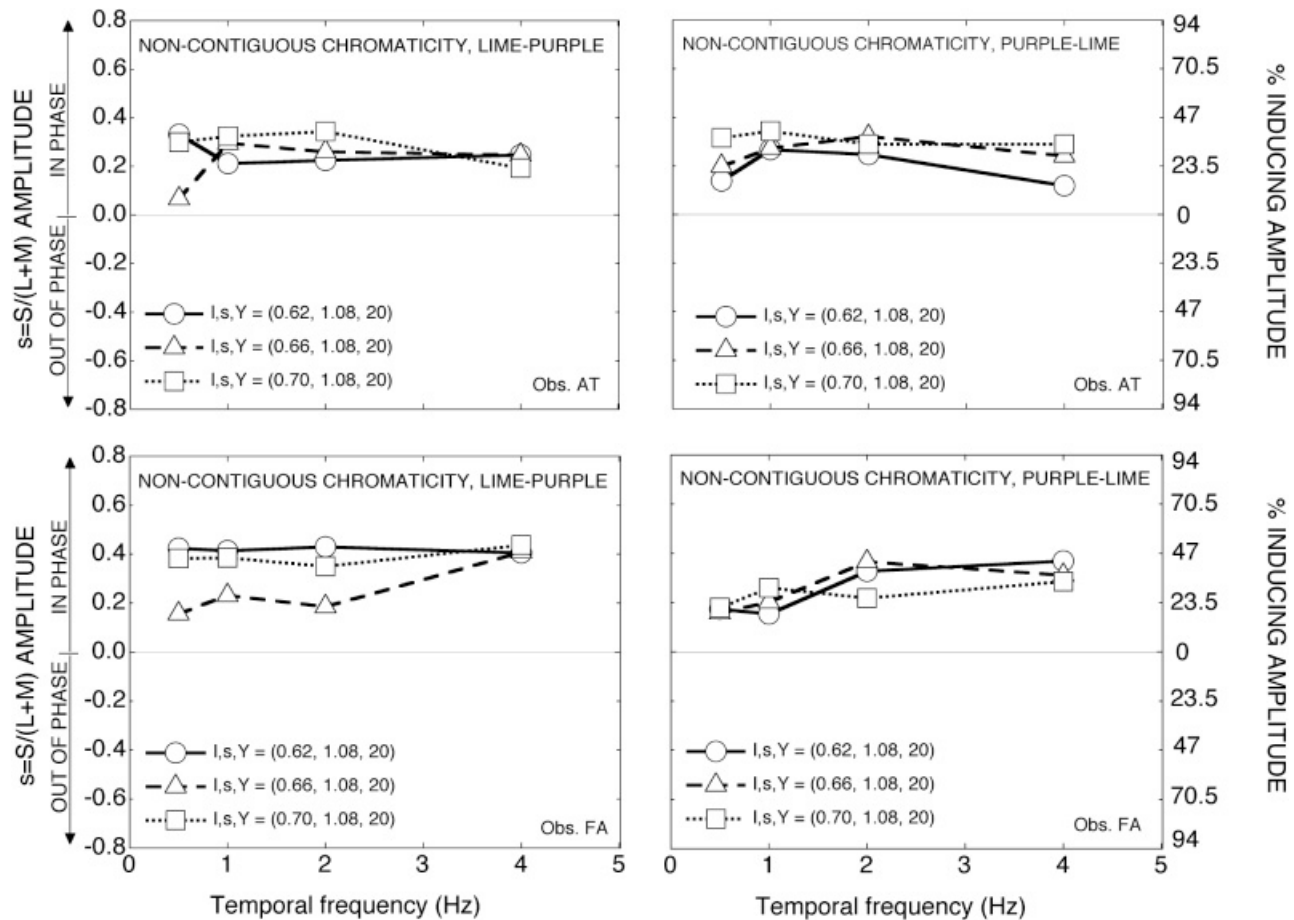 0.8
0.6
0.4
0.2
0.0
-0.2
-0.4
-0.6
-0.8
s=S/(L+M) AMPLITUDE
OUT OF PHASE
IN PHASE
NON-CONTIGUOUS CHROMATICITY, LIME-PURPLE
l,s,Y = (0.62, 1.08, 20)
l,s,Y = (0.66, 1.08, 20)
l,s,Y = (0.70, 1.08, 20)
Obs. AT
NON-CONTIGUOUS CHROMATICITY, PURPLE-LIME
l,s,Y = (0.62, 1.08, 20)
l,s,Y = (0.66, 1.08, 20)
l,s,Y = (0.70, 1.08, 20)
Obs. AT
94
70.5
47
23.5
0
23.5
47
70.5
94
% INDUCING AMPLITUDE
0.8
0.6
0.4
0.2
0.0
-0.2
-0.4
-0.6
-0.8
s=S/(L+M) AMPLITUDE
OUT OF PHASE
IN PHASE
NON-CONTIGUOUS CHROMATICITY, LIME-PURPLE
l,s,Y = (0.62, 1.08, 20)
l,s,Y = (0.66, 1.08, 20)
l,s,Y = (0.70, 1.08, 20)
Obs. FA
0 1 2 3 4 5
Temporal frequency (Hz)
NON-CONTIGUOUS CHROMATICITY, PURPLE-LIME
l,s,Y = (0.62, 1.08, 20)
l,s,Y = (0.66, 1.08, 20)
l,s,Y = (0.70, 1.08, 20)
Obs. FA
0 1 2 3 4 5
Temporal frequency (Hz)
94
70.5
47
23.5
0
23.5
47
70.5
94
% INDUCING AMPLITUDE